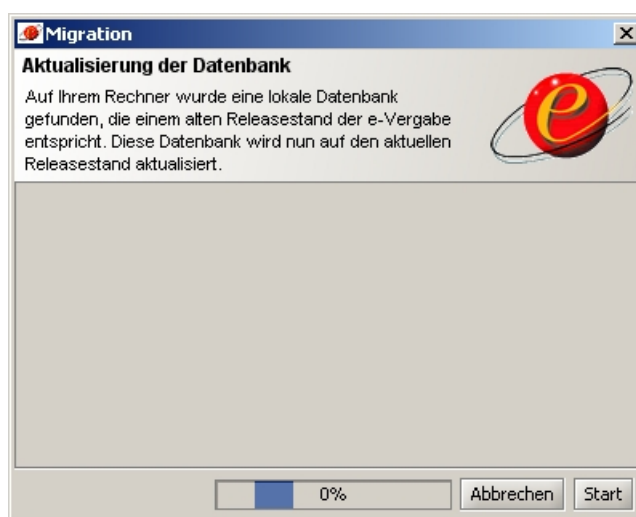 Migration
Aktualisierung der Datenbank
Auf Ihrem Rechner wurde eine lokale Datenbank
gefunden, die einem alten Releasestand der e-Vergabe
entspricht. Diese Datenbank wird nun auf den aktuellen
Releasestand aktualisiert.
e
0%
Abbrechen
Start